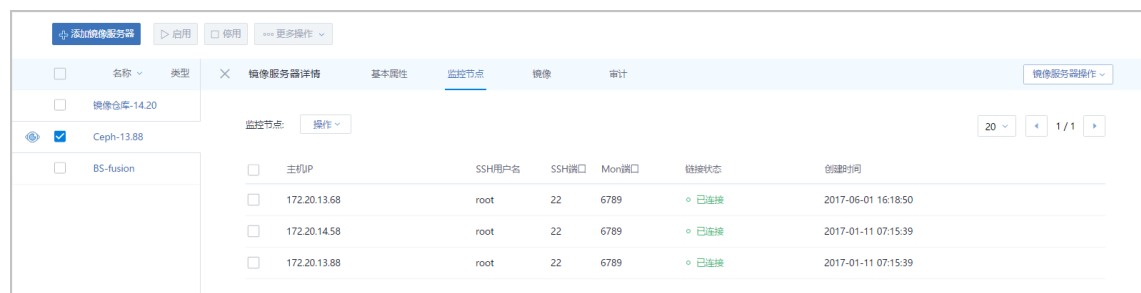 添加镜像服务器 启用 停用 更多操作
名称 类型 镜像服务器详情 基本属性 监控节点 镜像 审计 镜像服务器操作
镜像仓库-14.20
监控节点: 操作 20 1 / 1
Ceph-13.88
BS-fusion
主机IP SSH用户名 SSH端口 Mon端口 链接状态 创建时间
172.20.13.68 root 22 6789 已连接 2017-06-01 16:18:50
172.20.14.58 root 22 6789 已连接 2017-01-11 07:15:39
172.20.13.88 root 22 6789 已连接 2017-01-11 07:15:39